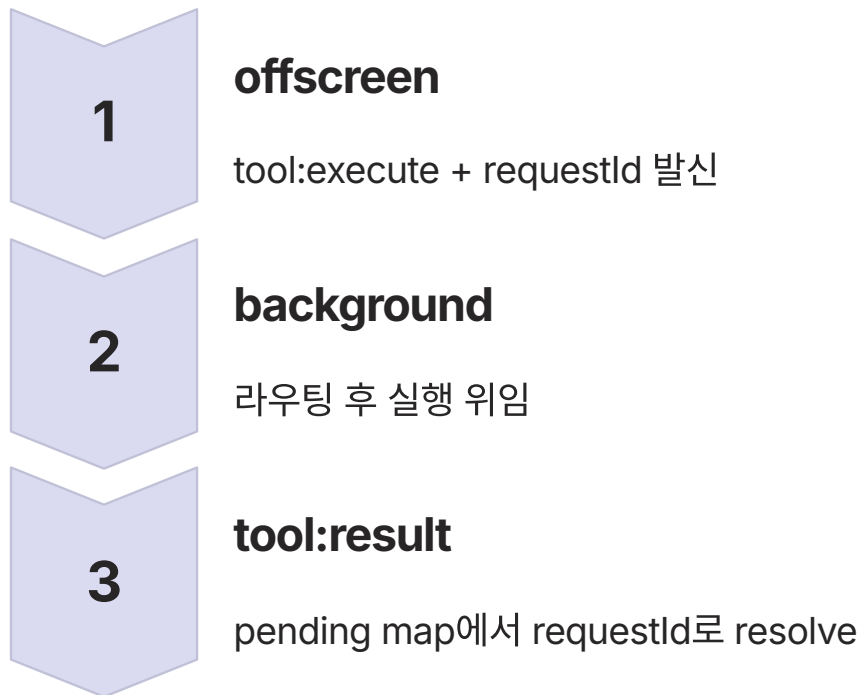 1
offscreen
tool:execute + requestId 발신
2
background
라우팅 후 실행 위임
3
tool:result
pending map에서 requestId로 resolve